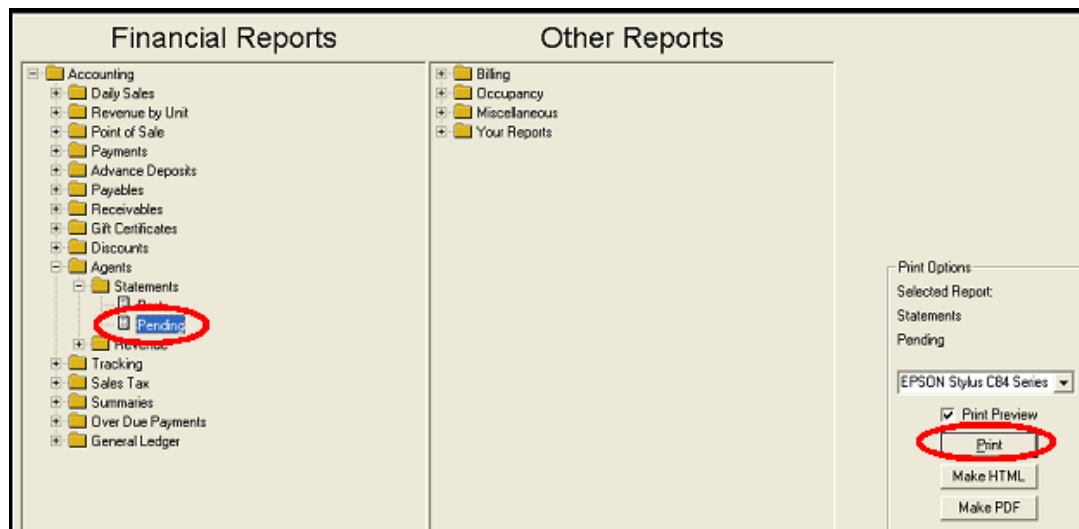 Financial Reports
Accounting
Daily Sales
Revenue by Unit
Point of Sale
Payments
Advance Deposits
Payables
Receivables
Gift Certificates
Discounts
Agents
Statements
Pending
Revenue
Tracking
Sales Tax
Summaries
Over Due Payments
General Ledger
Other Reports
Billing
Occupancy
Miscellaneous
Your Reports
Print Options
Selected Report:
Statements
Pending
EPSON Stylus C84 Series
Print Preview
Print
Make HTML
Make PDF